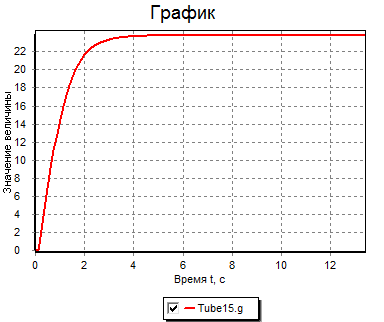 График
Значение величины
22
20
18
16
14
12
10
8
6
4
2
0
0 2 4 6 8 10 12
Время t, с
Tube15.g